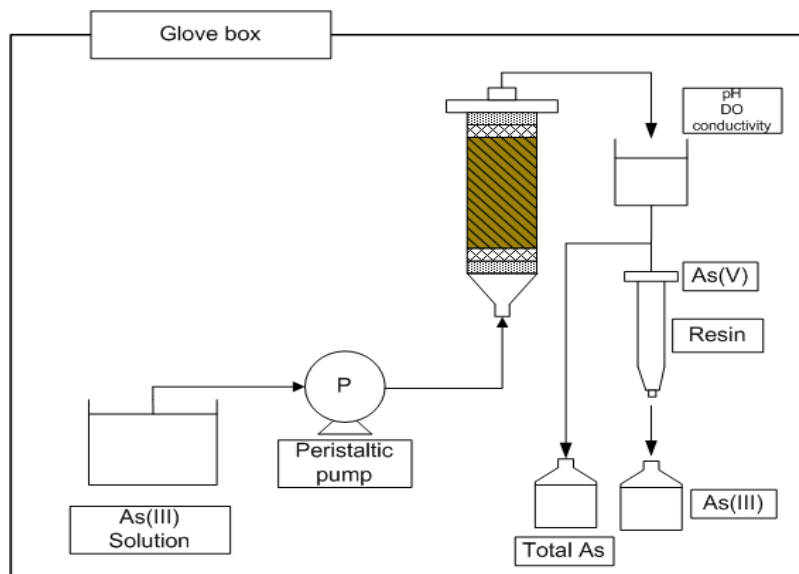 Glove box
pH
DO
conductivity
As(V)
Resin
P
Peristaltic
pump
As(III)
Solution
Total As
As(III)